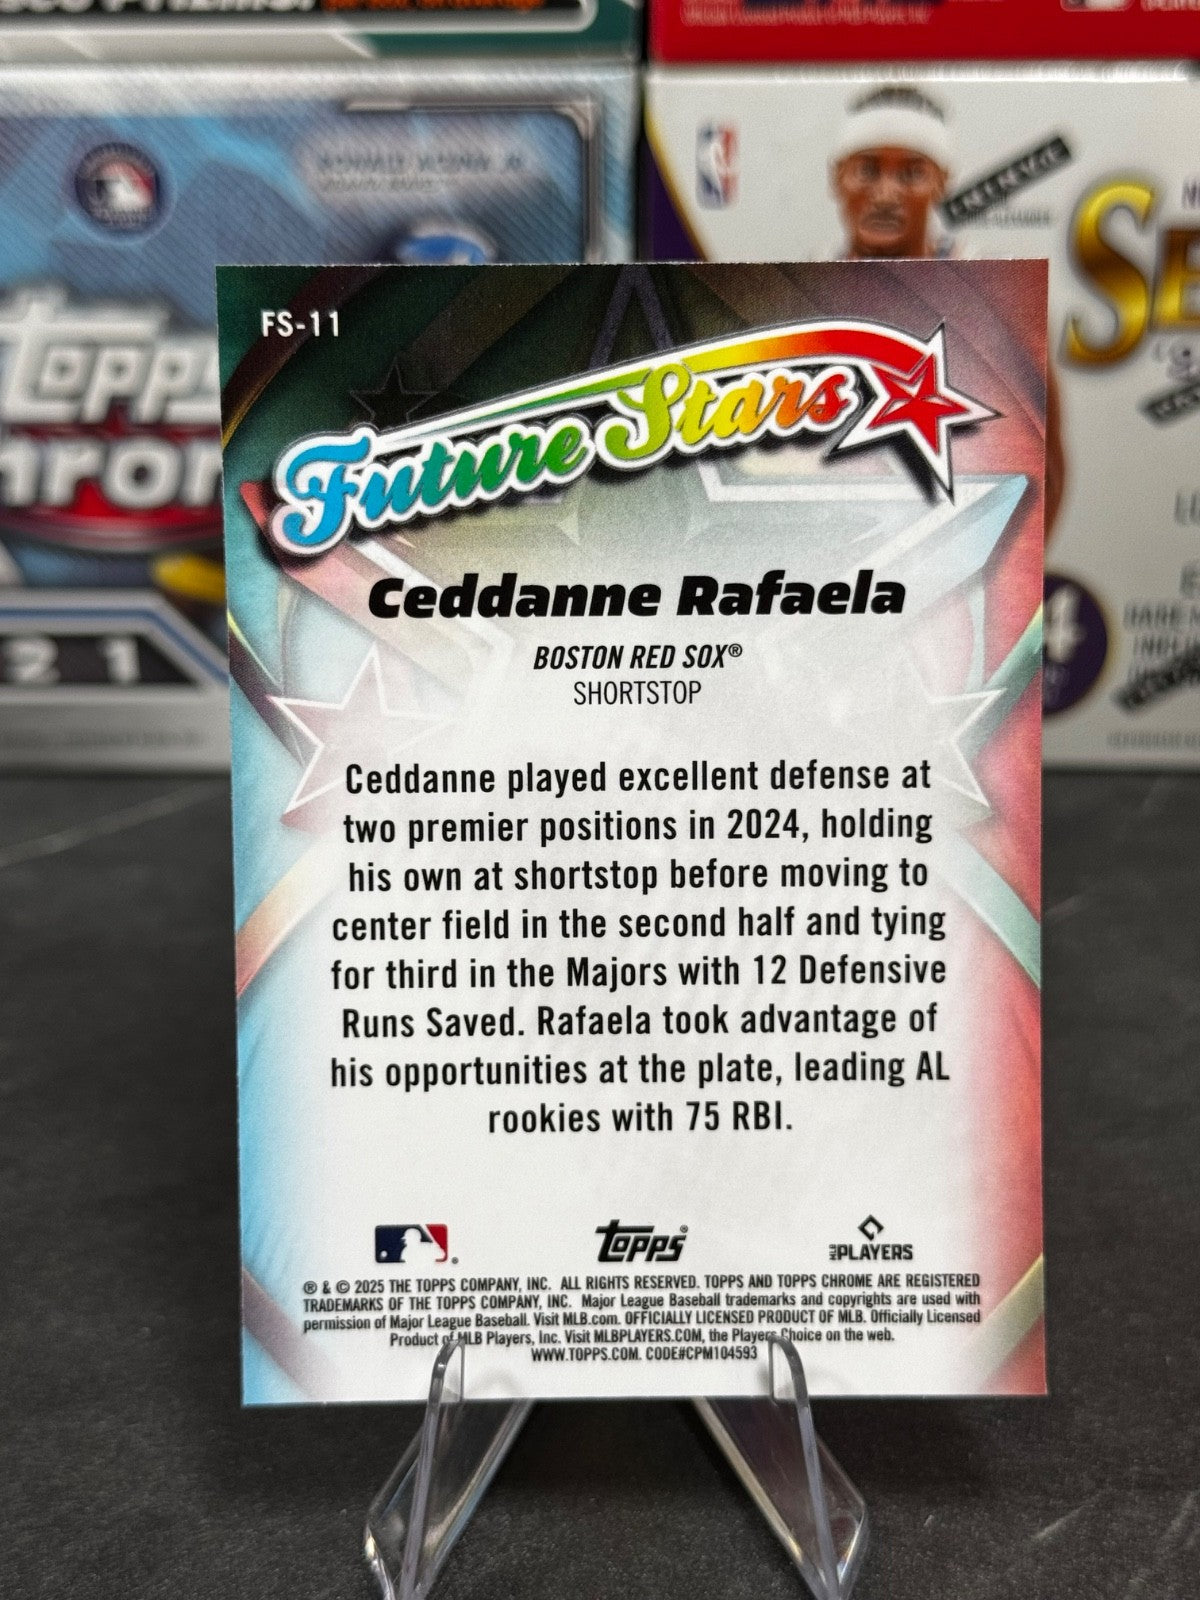 FS-11
Future Stars
Ceddanne Rafaela
BOSTON RED SOX®
SHORTSTOP
Ceddanne played excellent defense at
two premier positions in 2024, holding
his own at shortstop before moving to
center field in the second half and tying
for third in the Majors with 12 Defensive
Runs Saved. Rafaela took advantage of
his opportunities at the plate, leading AL
rookies with 75 RBI.
Topps®
MLB PLAYERS
® & © 2025 THE TOPPS COMPANY, INC. ALL RIGHTS RESERVED. TOPPS AND TOPPS CHROME ARE REGISTERED
TRADEMARKS OF THE TOPPS COMPANY, INC. Major League Baseball trademarks and copyrights are used with
permission of Major League Baseball. Visit MLB.com. OFFICIALLY LICENSED PRODUCT OF MLB. Officially Licensed
Product of MLB Players, Inc. Visit MLBPLAYERS.COM, the Players Choice on the web.
WWW.TOPPS.COM. CODE#CPM104593
Topps